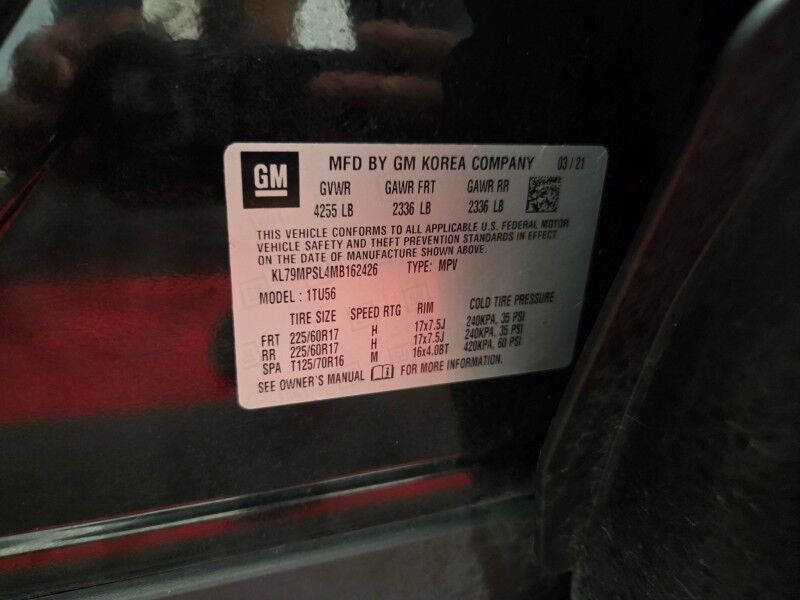 GM
MFD BY GM KOREA COMPANY 03/21
GVWR GAWR FRT GAWR RR
4255 LB 2336 LB 2336 LB
THIS VEHICLE CONFORMS TO ALL APPLICABLE U.S. FEDERAL MOTOR
VEHICLE SAFETY AND THEFT PREVENTION STANDARDS IN EFFECT
ON THE DATE OF MANUFACTURE SHOWN ABOVE.
KL79MPSL4MB162426 TYPE: MPV
MODEL: 1TU56
TIRE SIZE SPEED RTG RIM COLD TIRE PRESSURE
FRT 225/60R17 H 17x7.5J 240KPA, 35 PSI
RR 225/60R17 H 17x7.5J 240KPA, 35 PSI
SPA T125/70R16 M 16x4.0BT 420KPA, 60 PSI
SEE OWNER'S MANUAL FOR MORE INFORMATION.